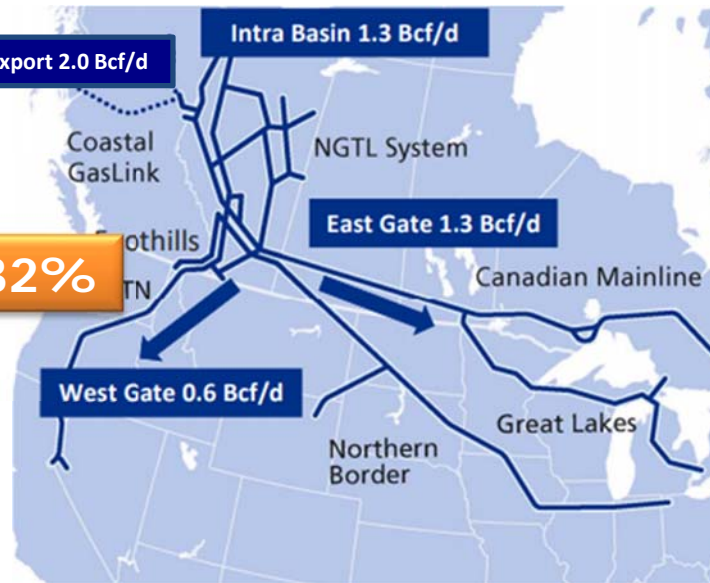 Intra Basin 1.3 Bcf/d
xport 2.0 Bcf/d
Coastal
GasLink
NGTL System
East Gate 1.3 Bcf/d
othills
32%
TN
Canadian Mainline
West Gate 0.6 Bcf/d
Great Lakes
Northern
Border